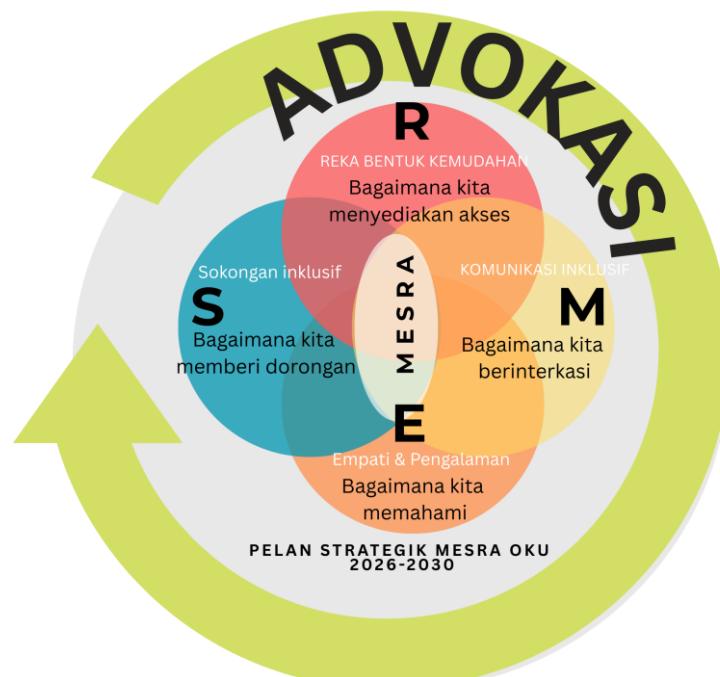 ADVOKASI
R
REKA BENTUK KEMUDAHAN
Bagaimana kita
menyediakan akses
Sokongan inklusif
S
Bagaimana kita
memberi dorongan
MESRA
KOMUNIKASI INKLUSIF
M
Bagaimana kita
berinterkasi
E
Empati & Pengalaman
Bagaimana kita
memahami
PELAN STRATEGIK MESRA OKU
2026-2030